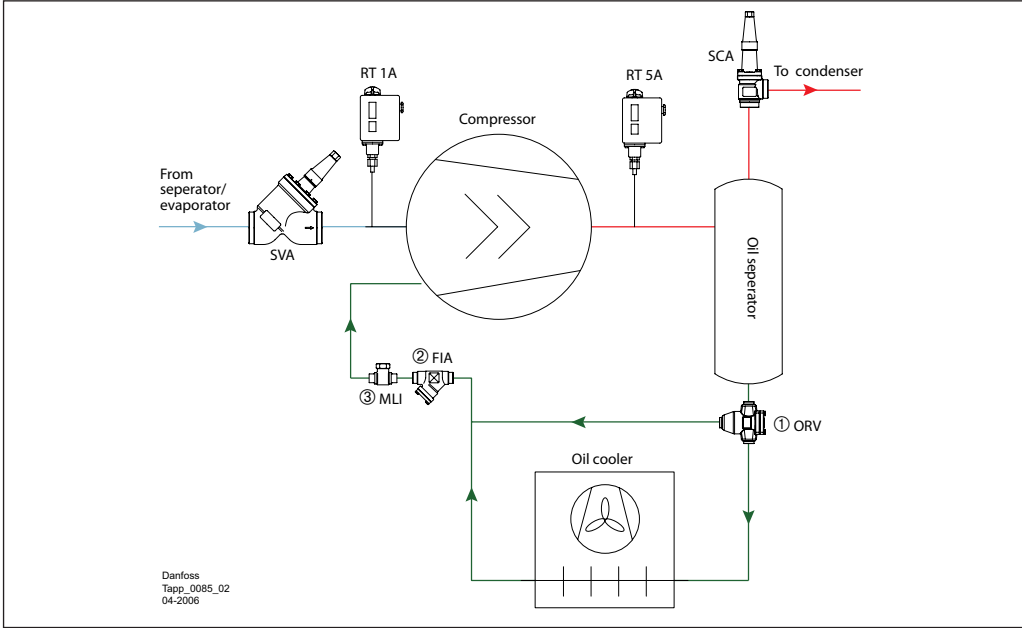 SCA
To condenser
RT 1A
RT 5A
Compressor
From
seperator/
evaporator
SVA
Oil seperator
② FIA
③ MLI
① ORV
Oil cooler
Danfoss
Tapp_0085_02
04-2006